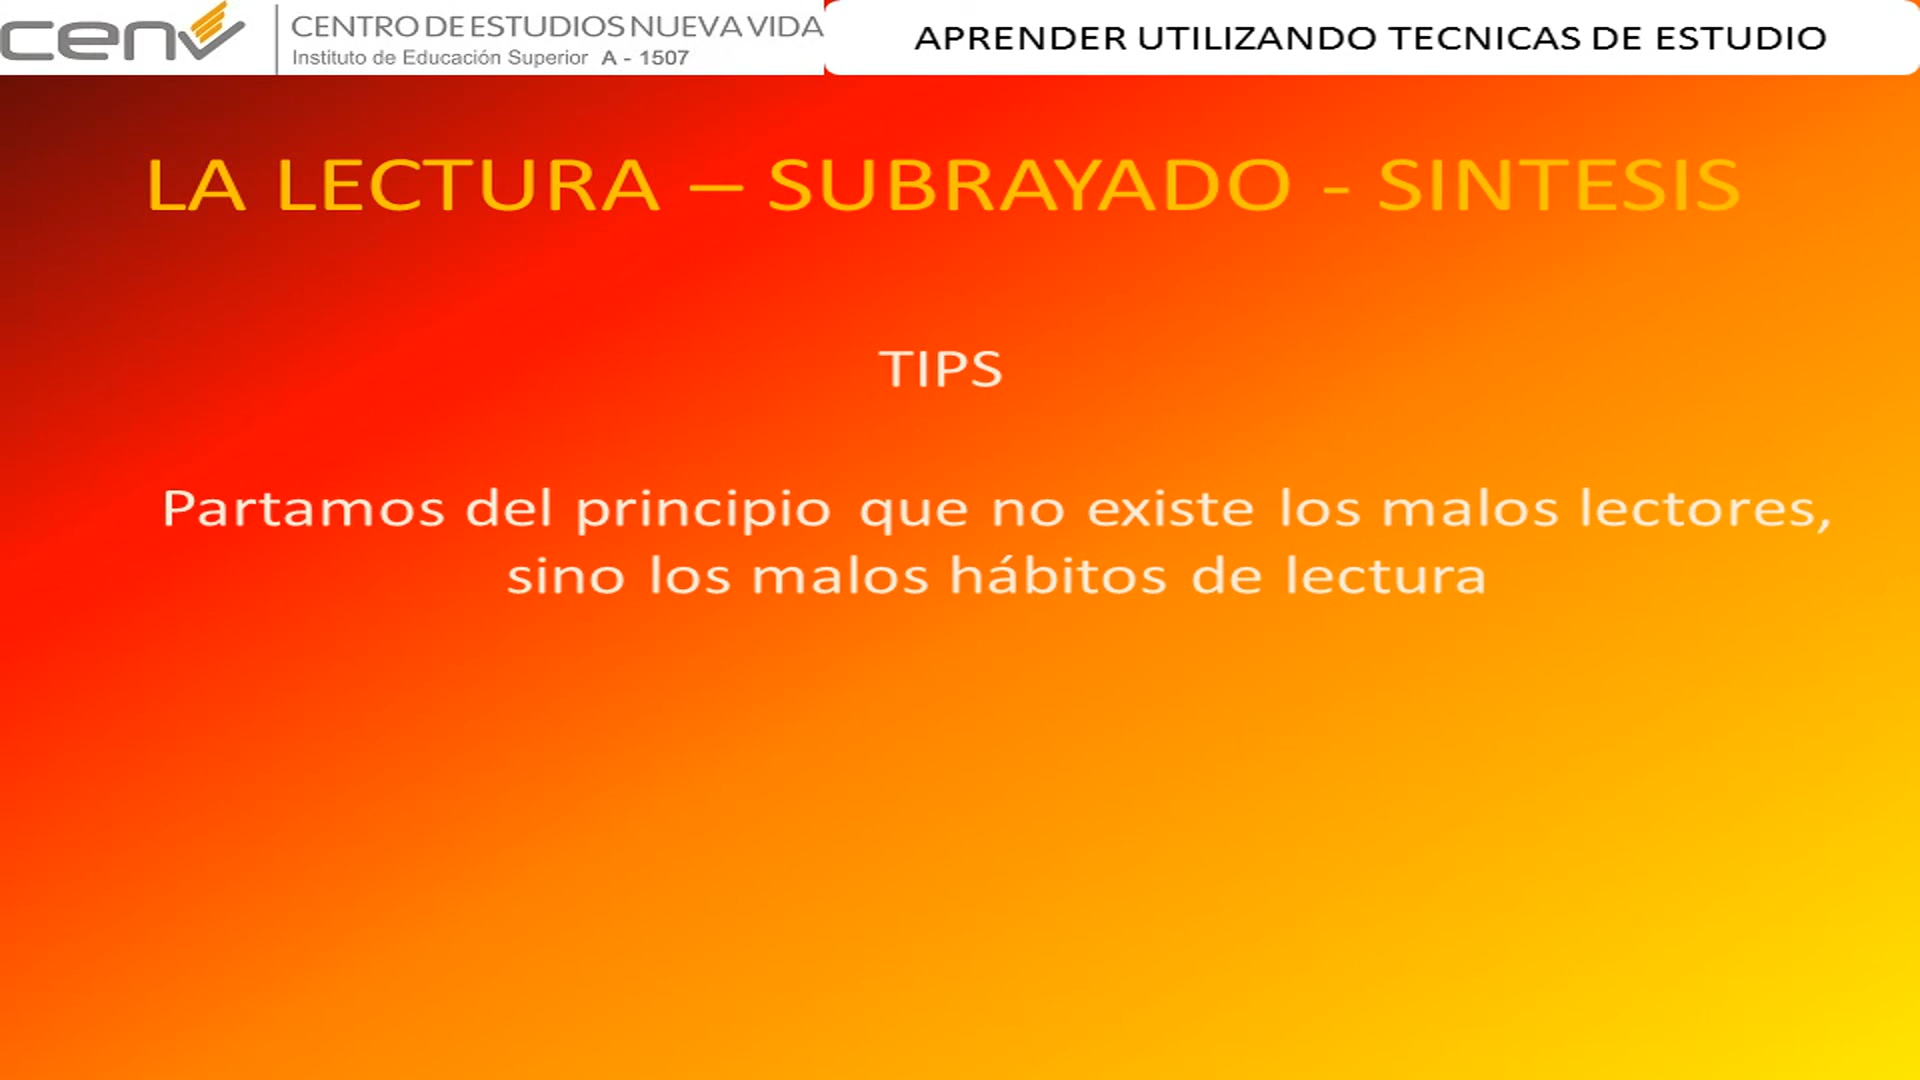 cenv
CENTRO DE ESTUDIOS NUEVA VIDA
Instituto de Educación Superior A - 1507
APRENDER UTILIZANDO TECNICAS DE ESTUDIO
LA LECTURA – SUBRAYADO - SINTESIS
TIPS
Partamos del principio que no existe los malos lectores,
sino los malos hábitos de lectura